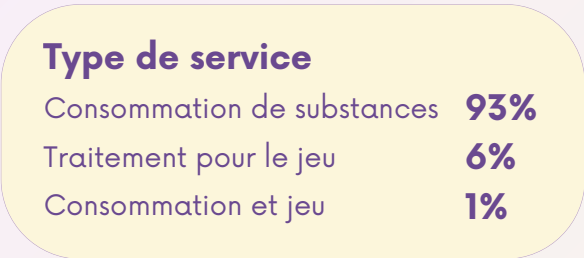 Type de service
Consommation de substances 93%
Traitement pour le jeu 6%
Consommation et jeu 1%